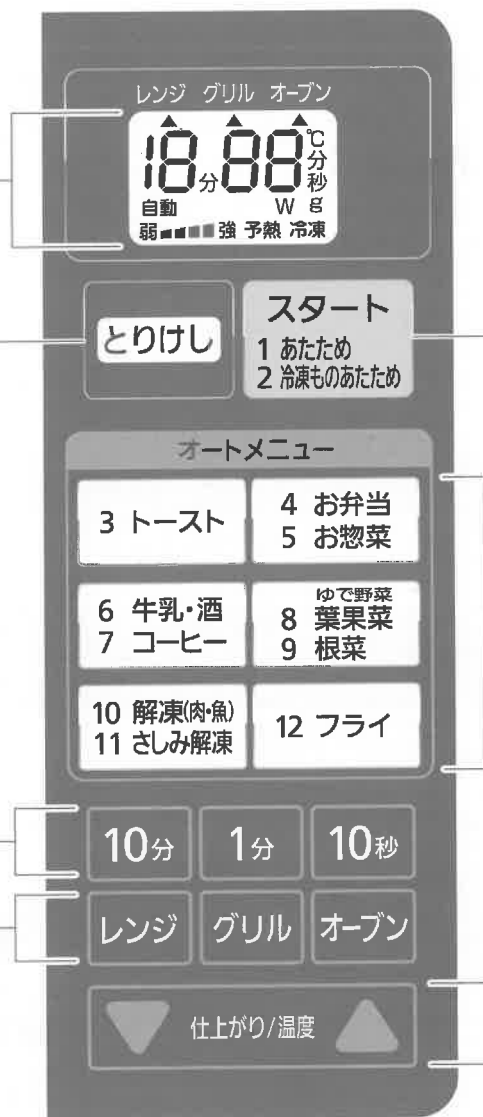 レンジ グリル オーブン
18分88℃分秒
自動 W g
弱 強 予熱 冷凍
とりけし
スタート
1 あたため
2 冷凍ものあたため
オートメニュー
3 トースト
4 お弁当
5 お惣菜
6 牛乳・酒
7 コーヒー
ゆで野菜
8 葉果菜
9 根菜
10 解凍(肉・魚)
11 さしみ解凍
12 フライ
10分 1分 10秒
レンジ グリル オーブン
仕上がり/温度